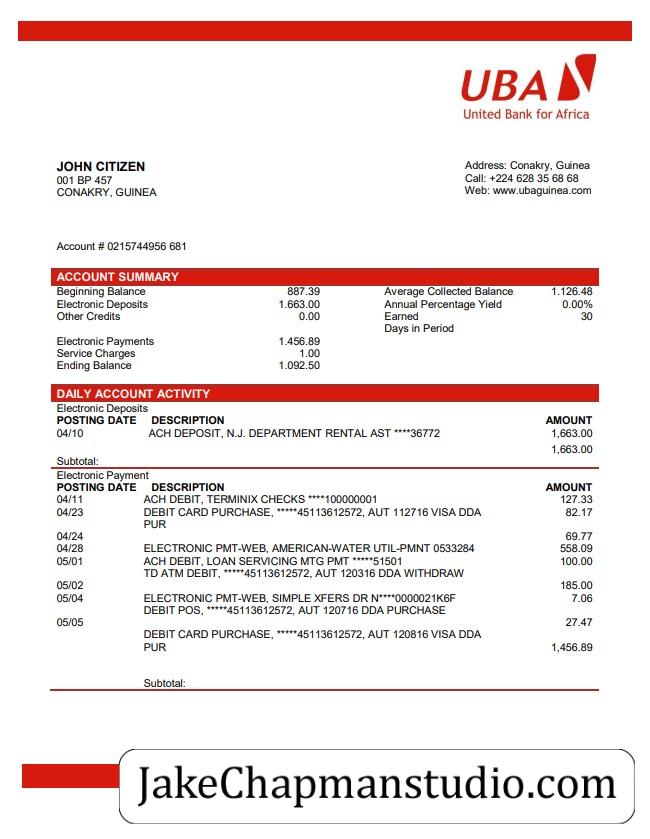 UBA
United Bank for Africa
JOHN CITIZEN
001 BP 457
CONAKRY, GUINEA
Address: Conakry, Guinea
Call: +224 628 35 68 68
Web: www.ubaguinea.com
Account # 0215744956 681
ACCOUNT SUMMARY
Beginning Balance 887.39 Average Collected Balance 1.126.48
Electronic Deposits 1.663.00 Annual Percentage Yield 0.00%
Other Credits 0.00 Earned 30
Days in Period
Electronic Payments 1.456.89
Service Charges 1.00
Ending Balance 1.092.50
DAILY ACCOUNT ACTIVITY
Electronic Deposits
POSTING DATE DESCRIPTION AMOUNT
04/10 ACH DEPOSIT, N.J. DEPARTMENT RENTAL AST ****36772 1,663.00
1,663.00
Subtotal:
Electronic Payment
POSTING DATE DESCRIPTION AMOUNT
04/11 ACH DEBIT, TERMINIX CHECKS ****100000001 127.33
04/23 DEBIT CARD PURCHASE, *****45113612572, AUT 112716 VISA DDA 82.17
PUR
04/24 69.77
04/28 ELECTRONIC PMT-WEB, AMERICAN-WATER UTIL-PMNT 0533284 558.09
05/01 ACH DEBIT, LOAN SERVICING MTG PMT *****51501 100.00
TD ATM DEBIT, *****45113612572, AUT 120316 DDA WITHDRAW
05/02 185.00
05/04 ELECTRONIC PMT-WEB, SIMPLE XFERS DR N****0000021K6F 7.06
DEBIT POS, *****45113612572, AUT 120716 DDA PURCHASE
05/05 27.47
DEBIT CARD PURCHASE, *****45113612572, AUT 120816 VISA DDA
PUR 1,456.89
Subtotal:
JakeChapmanstudio.com